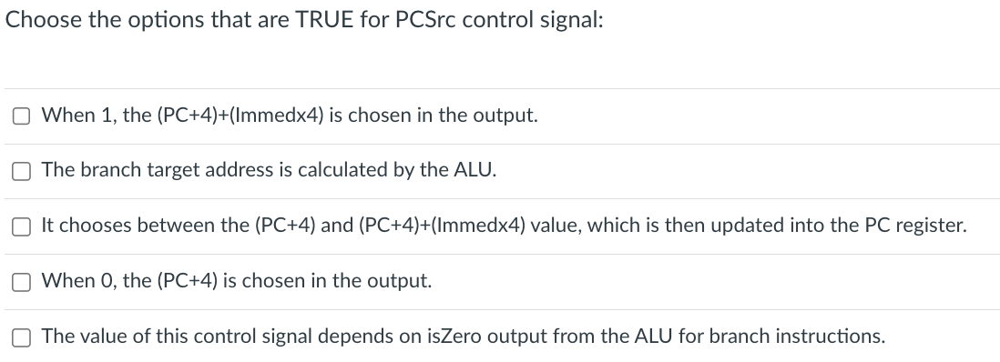 Choose the options that are TRUE for PCSrc control signal:
When 1, the (PC+4)+(Immedx4) is chosen in the output.
The branch target address is calculated by the ALU.
It chooses between the (PC+4) and (PC+4)+(Immedx4) value, which is then updated into the PC register.
When 0, the (PC+4) is chosen in the output.
The value of this control signal depends on isZero output from the ALU for branch instructions.